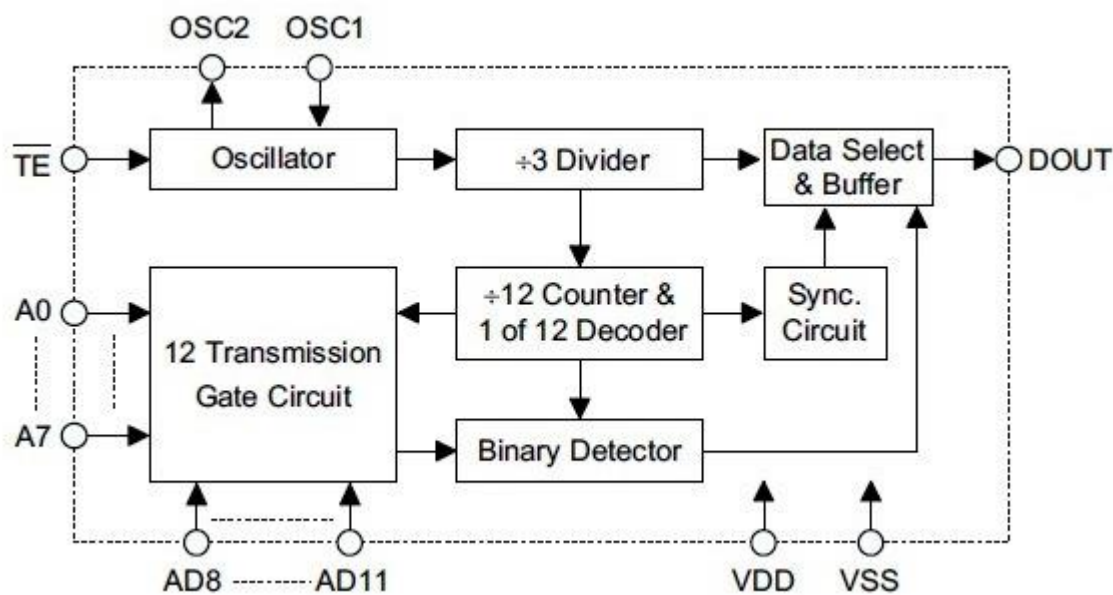 OSC2 OSC1
TE
Oscillator
÷3 Divider
Data Select
& Buffer
DOUT
A0
A7
12 Transmission
Gate Circuit
÷12 Counter &
1 of 12 Decoder
Sync.
Circuit
Binary Detector
AD8 AD11 VDD VSS